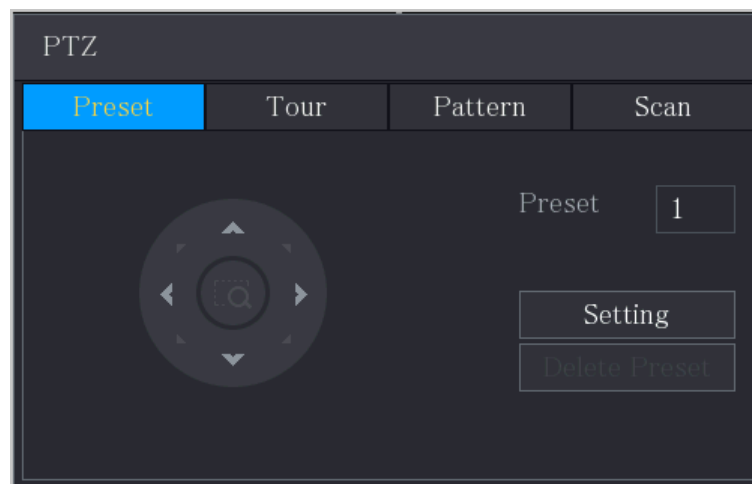 PTZ
Preset Tour Pattern Scan
Preset 1
Setting
Delete Preset